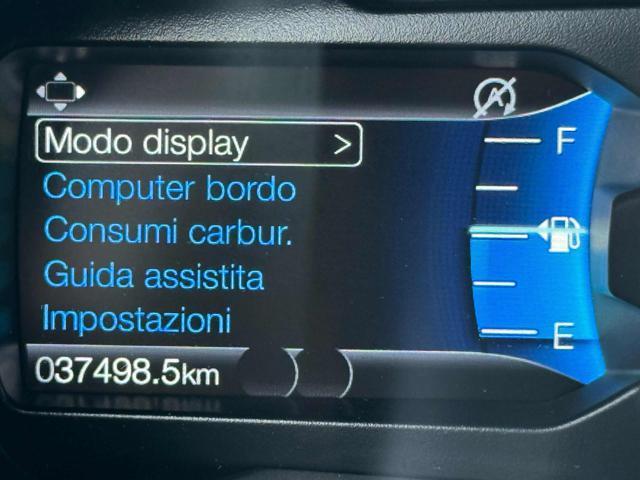 Modo display >
F
Computer bordo
Consumi carbur.
Guida assistita
Impostazioni
E
037498.5km